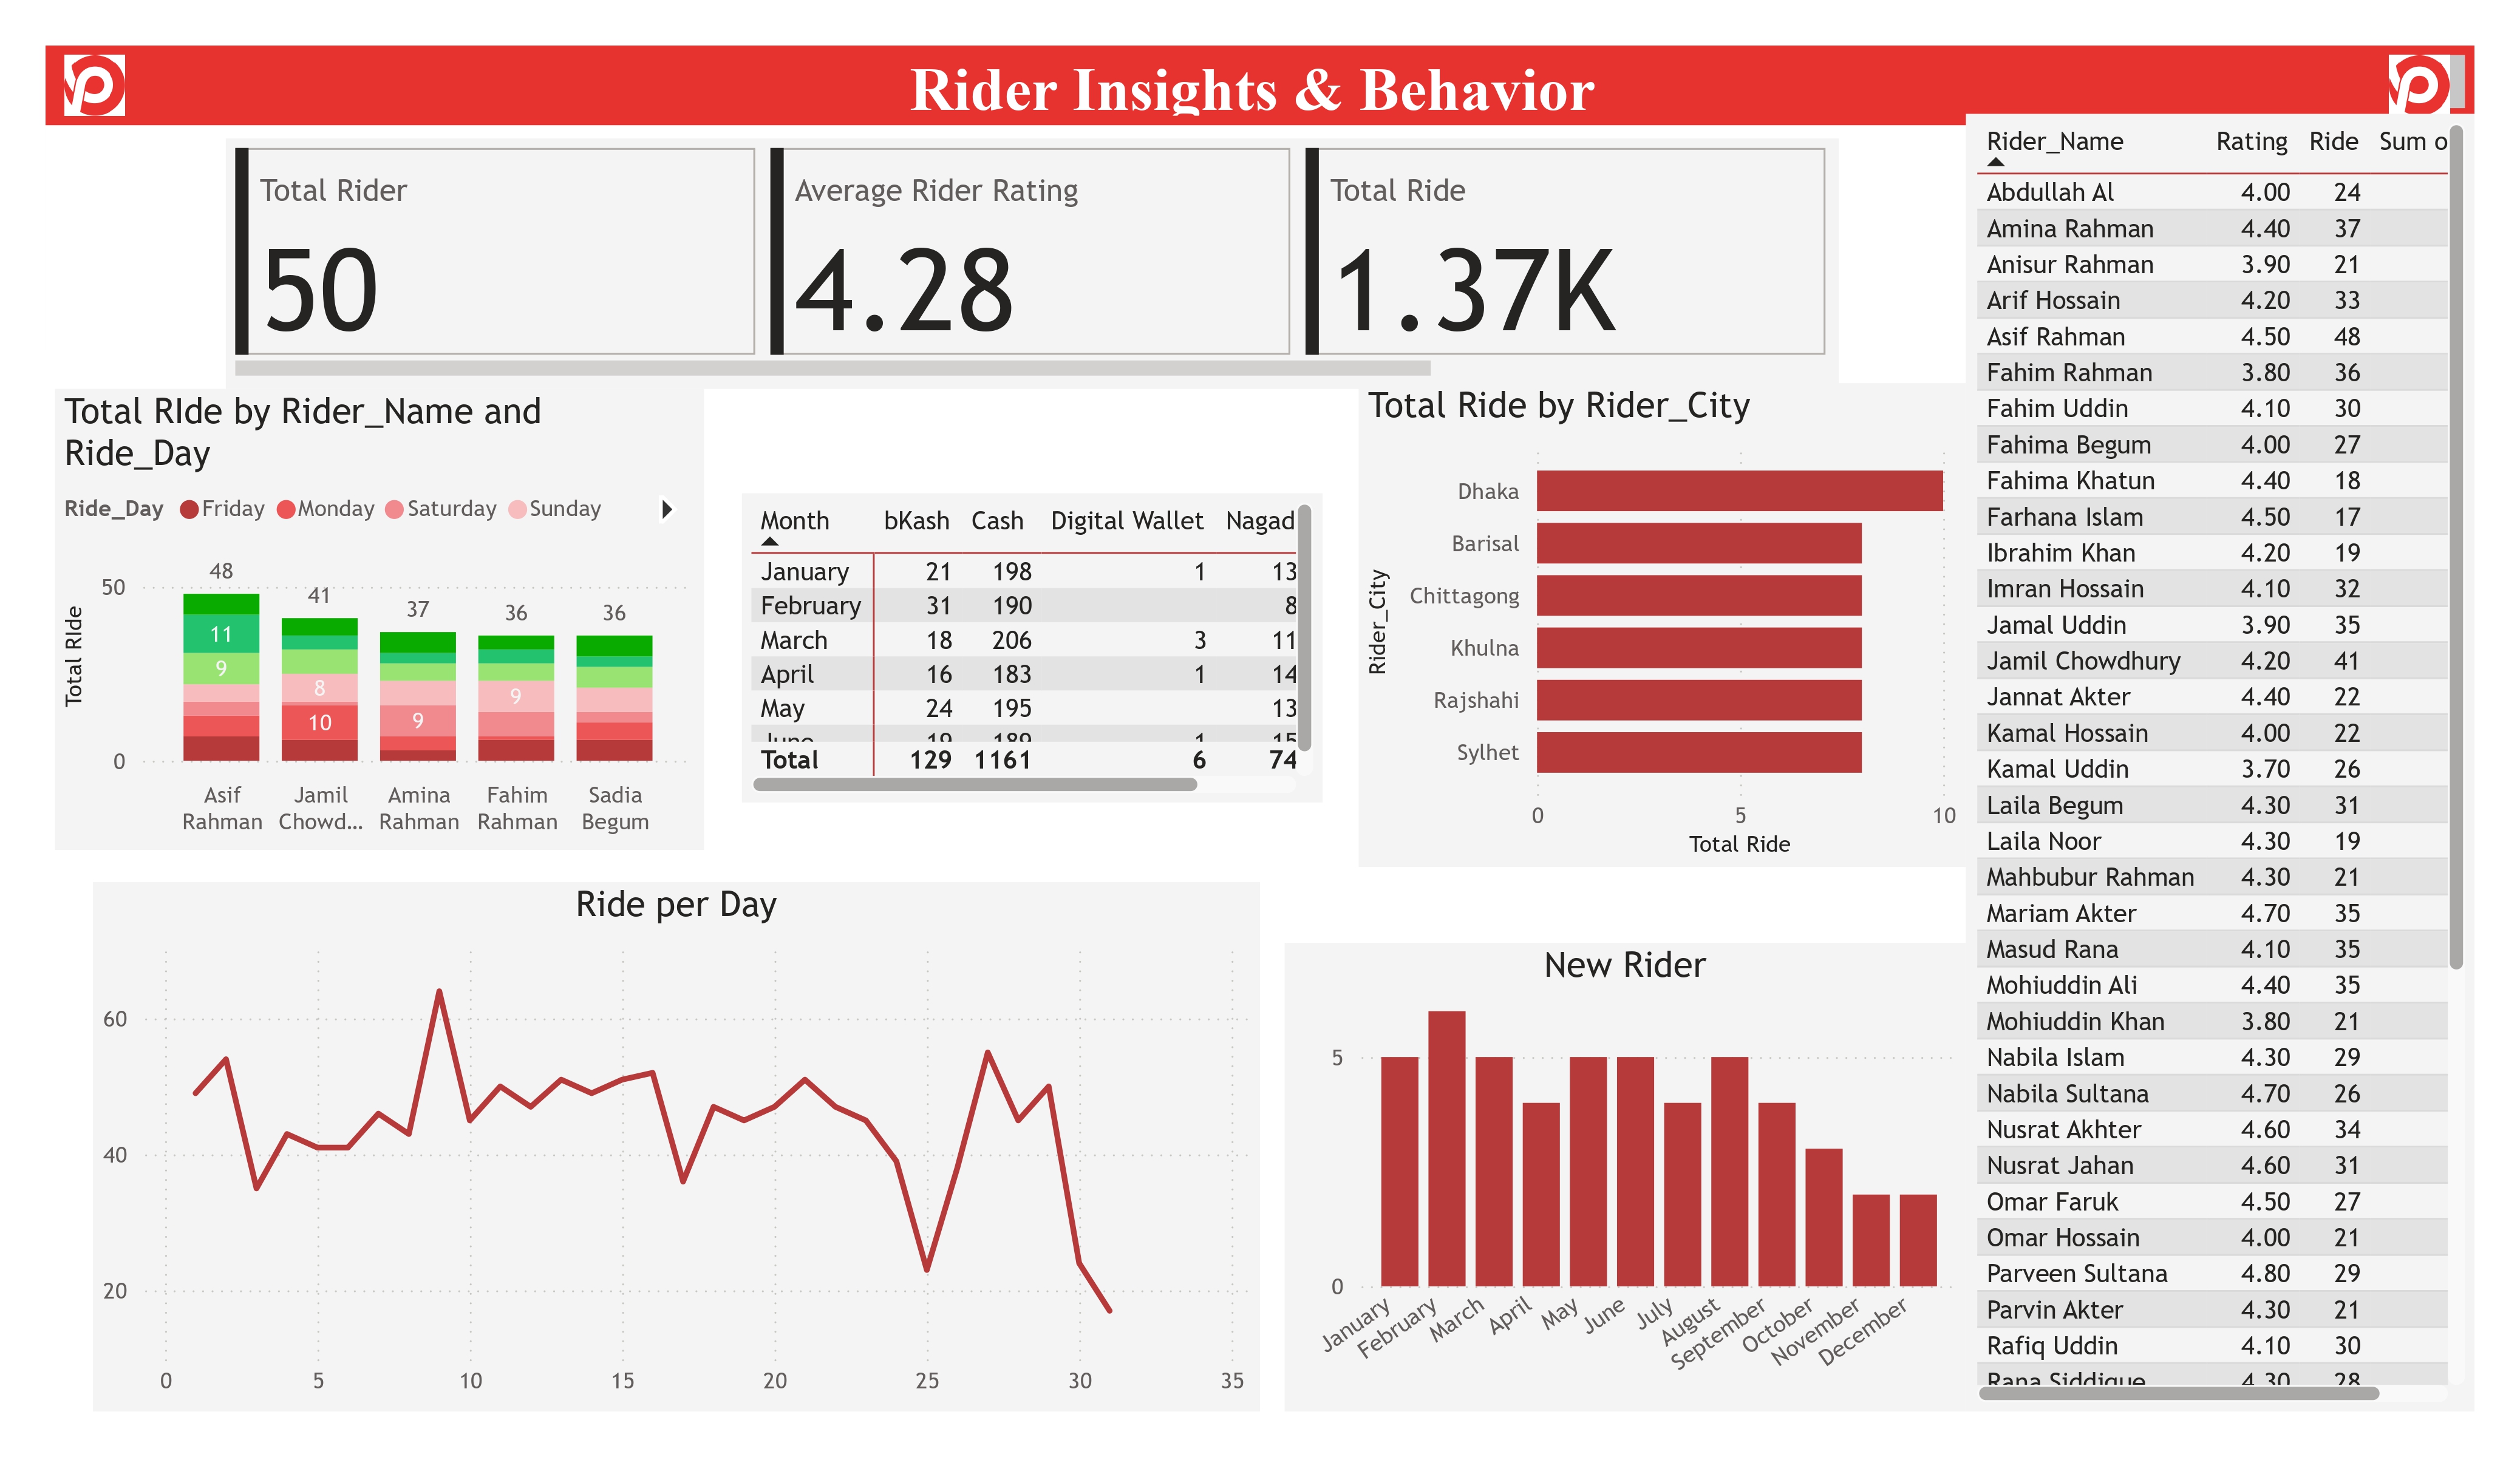 Rider Insights & Behavior
Total Rider
50
Average Rider Rating
4.28
Total Ride
1.37K
Total RIde by Rider_Name and
Ride_Day
Ride_Day Friday Monday Saturday Sunday
Total RIde
50
0
48
41
37
36
36
11
9
8
10
9
9
Asif Rahman
Jamil Chowd...
Amina Rahman
Fahim Rahman
Sadia Begum
Month bKash Cash Digital Wallet Nagad
January 21 198 1 13
February 31 190 8
March 18 206 3 11
April 16 183 1 14
May 24 195 13
June 19 189 1 15
Total 129 1161 6 74
Total Ride by Rider_City
Rider_City
Dhaka
Barisal
Chittagong
Khulna
Rajshahi
Sylhet
0 5 10
Total Ride
Ride per Day
60
40
20
0 5 10 15 20 25 30 35
New Rider
5
0
January February March April May June July August September October November December
Rider_Name Rating Ride Sum o
Abdullah Al 4.00 24
Amina Rahman 4.40 37
Anisur Rahman 3.90 21
Arif Hossain 4.20 33
Asif Rahman 4.50 48
Fahim Rahman 3.80 36
Fahim Uddin 4.10 30
Fahima Begum 4.00 27
Fahima Khatun 4.40 18
Farhana Islam 4.50 17
Ibrahim Khan 4.20 19
Imran Hossain 4.10 32
Jamal Uddin 3.90 35
Jamil Chowdhury 4.20 41
Jannat Akter 4.40 22
Kamal Hossain 4.00 22
Kamal Uddin 3.70 26
Laila Begum 4.30 31
Laila Noor 4.30 19
Mahbubur Rahman 4.30 21
Mariam Akter 4.70 35
Masud Rana 4.10 35
Mohiuddin Ali 4.40 35
Mohiuddin Khan 3.80 21
Nabila Islam 4.30 29
Nabila Sultana 4.70 26
Nusrat Akhter 4.60 34
Nusrat Jahan 4.60 31
Omar Faruk 4.50 27
Omar Hossain 4.00 21
Parveen Sultana 4.80 29
Parvin Akter 4.30 21
Rafiq Uddin 4.10 30
Rana Siddique 4.30 28